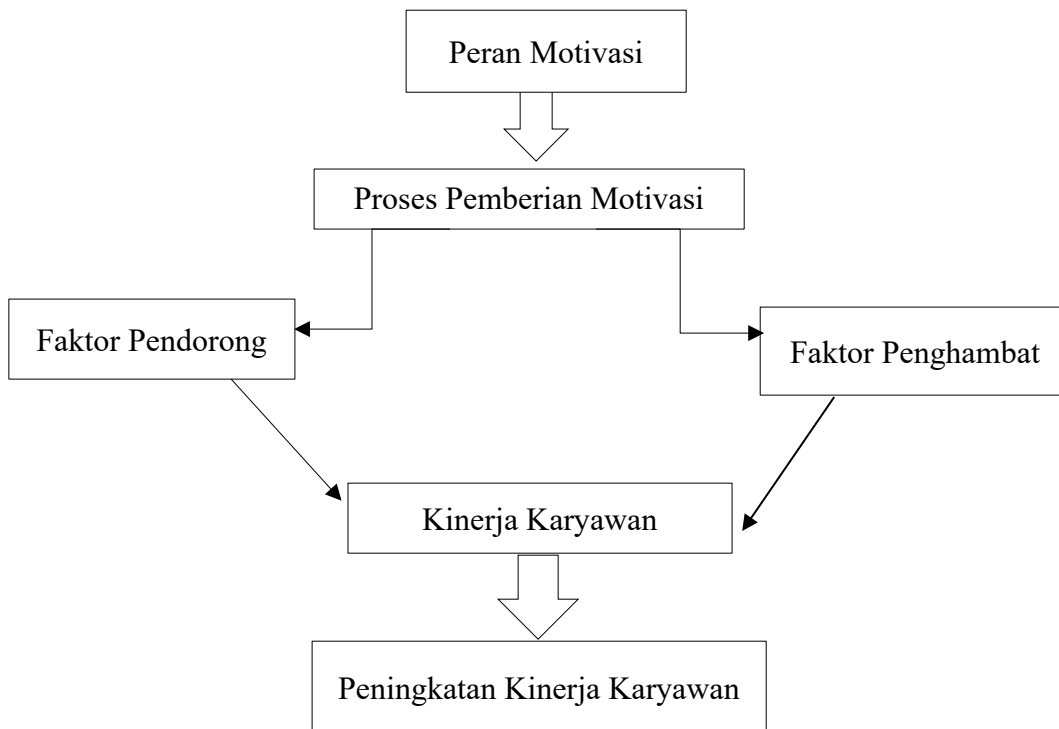 Peran Motivasi
Proses Pemberian Motivasi
Faktor Pendorong
Faktor Penghambat
Kinerja Karyawan
Peningkatan Kinerja Karyawan